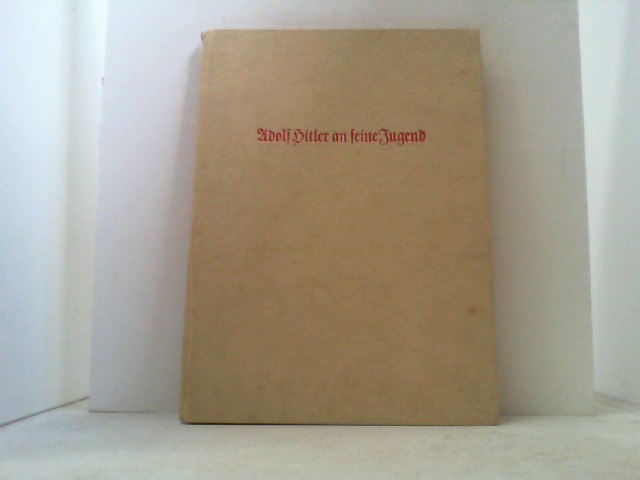 Adolf Hitler an seine Jugend